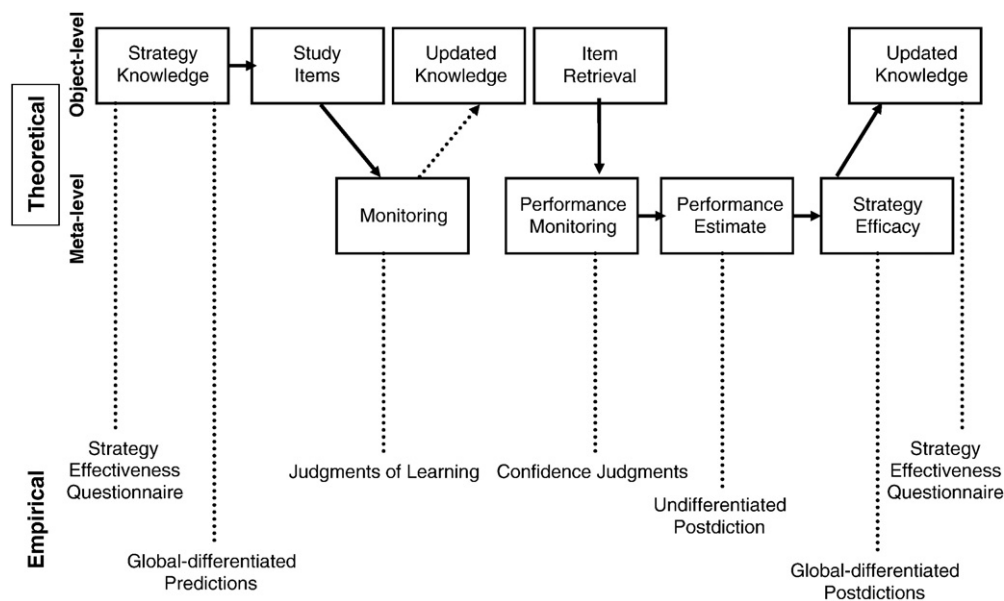 Theoretical
Object-level
Strategy
Knowledge
Study
Items
Updated
Knowledge
Item
Retrieval
Updated
Knowledge
Meta-level
Monitoring
Performance
Monitoring
Performance
Estimate
Strategy
Efficacy
Empirical
Strategy
Effectiveness
Questionnaire
Global-differentiated
Predictions
Judgments of Learning
Confidence Judgments
Undifferentiated
Postdiction
Global-differentiated
Postdictions
Strategy
Effectiveness
Questionnaire